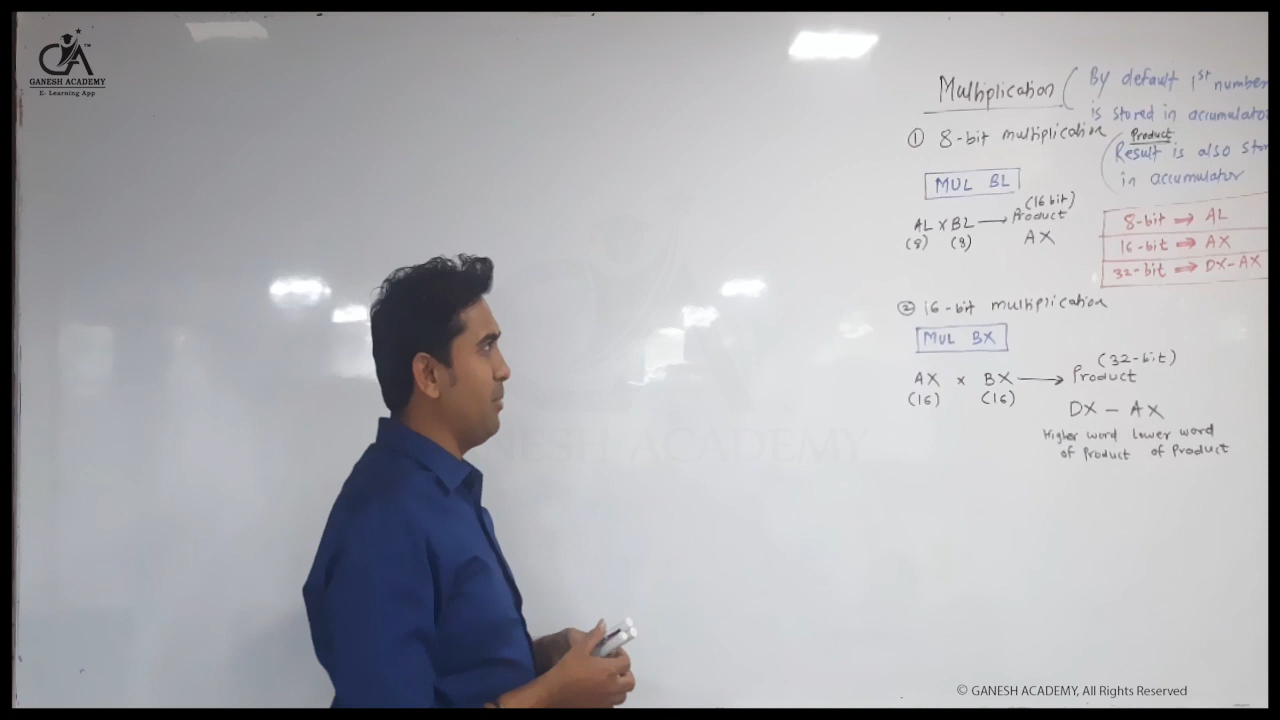 GANESH ACADEMY
E- Learning App
Multiplication ( By default 1st number
is stored in accumulator
① 8-bit multiplication
Product
( Result is also stor
in accumulator
MUL BL
(16 bit)
AL x BL → Product
(8) (8) AX
8-bit ⇒ AL
16-bit ⇒ AX
32-bit ⇒ DX-AX
② 16-bit multiplication
MUL BX
(32-bit)
AX x BX → Product
(16) (16)
DX - AX
Higher word Lower word
of Product of Product
GANESH ACADEMY
© GANESH ACADEMY, All Rights Reserved